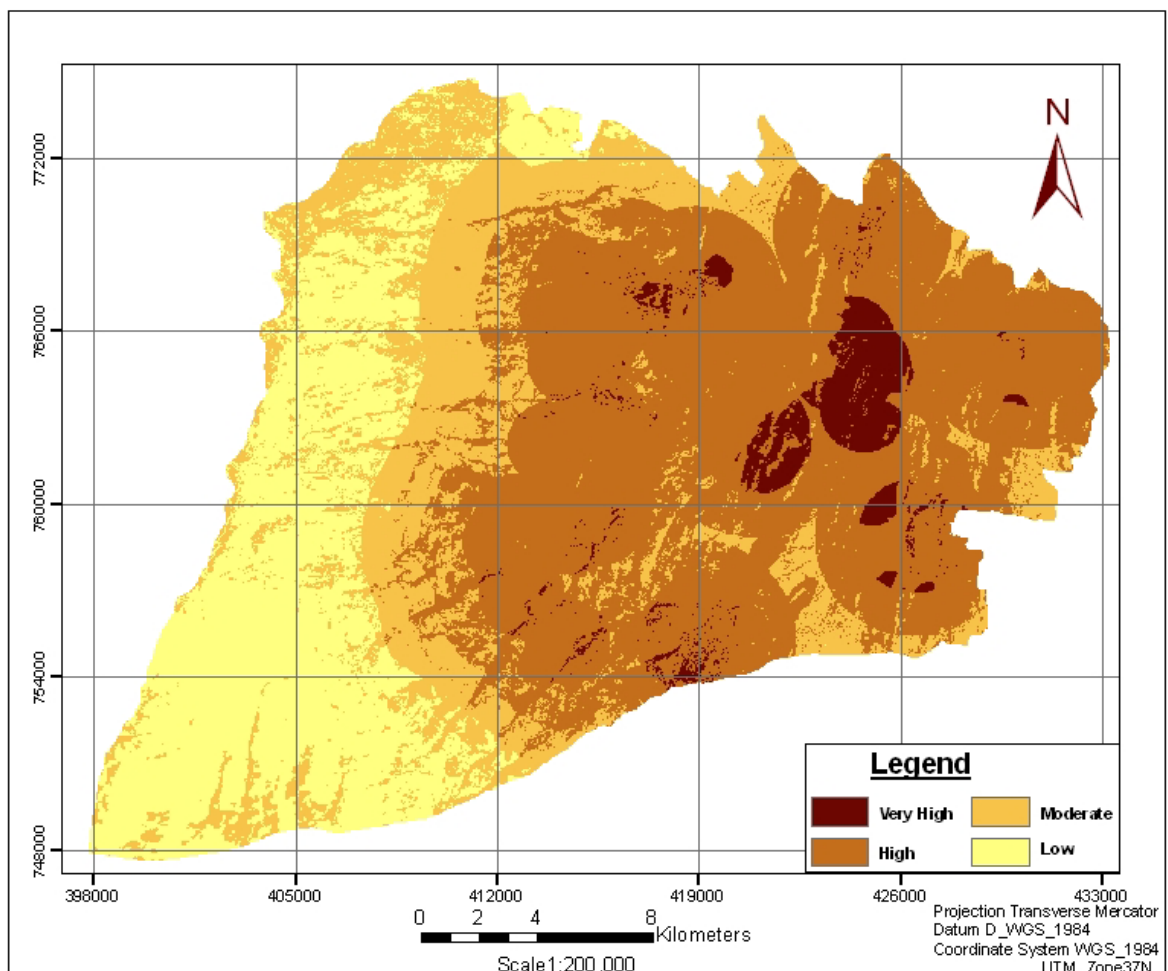 N
772000
766000
760000
754000
748000
Legend
Very High
Moderate
High
Low
398000
405000
412000
419000
426000
433000
0 2 4 8
Kilometers
Scale1:200,000
Projection Transverse Mercator
Datum D_WGS_1984
Coordinate System WGS_1984
UTM_Zone37N